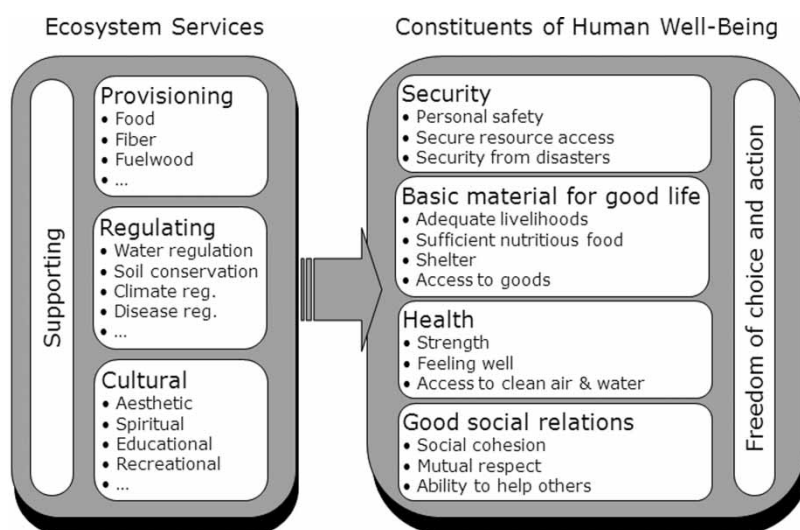 Ecosystem Services
Supporting
Provisioning
• Food
• Fiber
• Fuelwood
• ...
Regulating
• Water regulation
• Soil conservation
• Climate reg.
• Disease reg.
• ...
Cultural
• Aesthetic
• Spiritual
• Educational
• Recreational
• ...
Constituents of Human Well-Being
Security
• Personal safety
• Secure resource access
• Security from disasters
Basic material for good life
• Adequate livelihoods
• Sufficient nutritious food
• Shelter
• Access to goods
Health
• Strength
• Feeling well
• Access to clean air & water
Good social relations
• Social cohesion
• Mutual respect
• Ability to help others
Freedom of choice and action